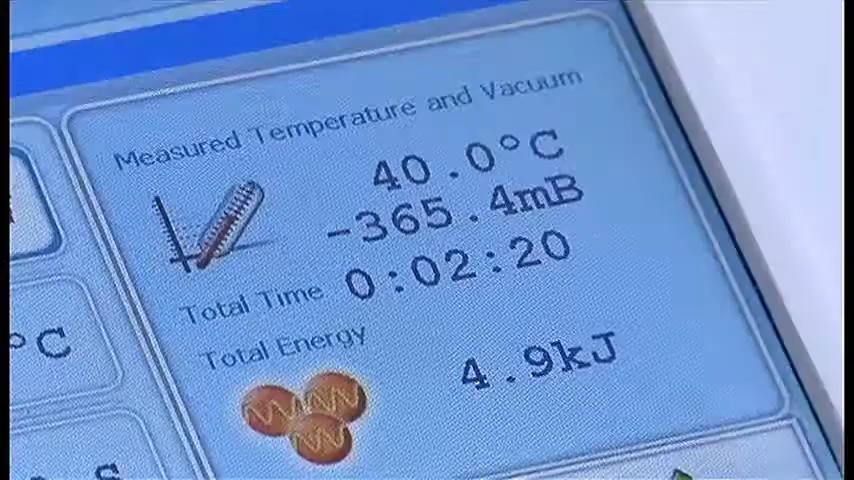 Measured Temperature and Vacuum
40.0°C
-365.4mB
Total Time 0:02:20
Total Energy
4.9kJ
°C
s